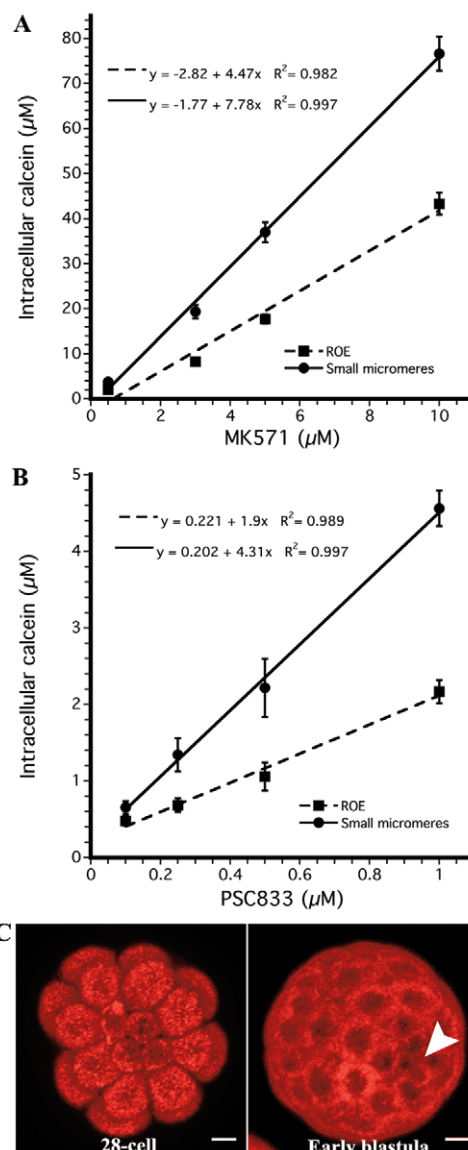 A
80
70
60
50
40
30
20
10
0
Intracellular calcein (µM)
y = -2.82 + 4.47x R²= 0.982
y = -1.77 + 7.78x R²= 0.997
ROE
Small micromeres
0 2 4 6 8 10
MK571 (µM)
B
5
4
3
2
1
0
Intracellular calcein (µM)
y = 0.221 + 1.9x R²= 0.989
y = 0.202 + 4.31x R²= 0.997
ROE
Small micromeres
0 0.2 0.4 0.6 0.8 1
PSC833 (µM)
C
28-cell
Early blastula